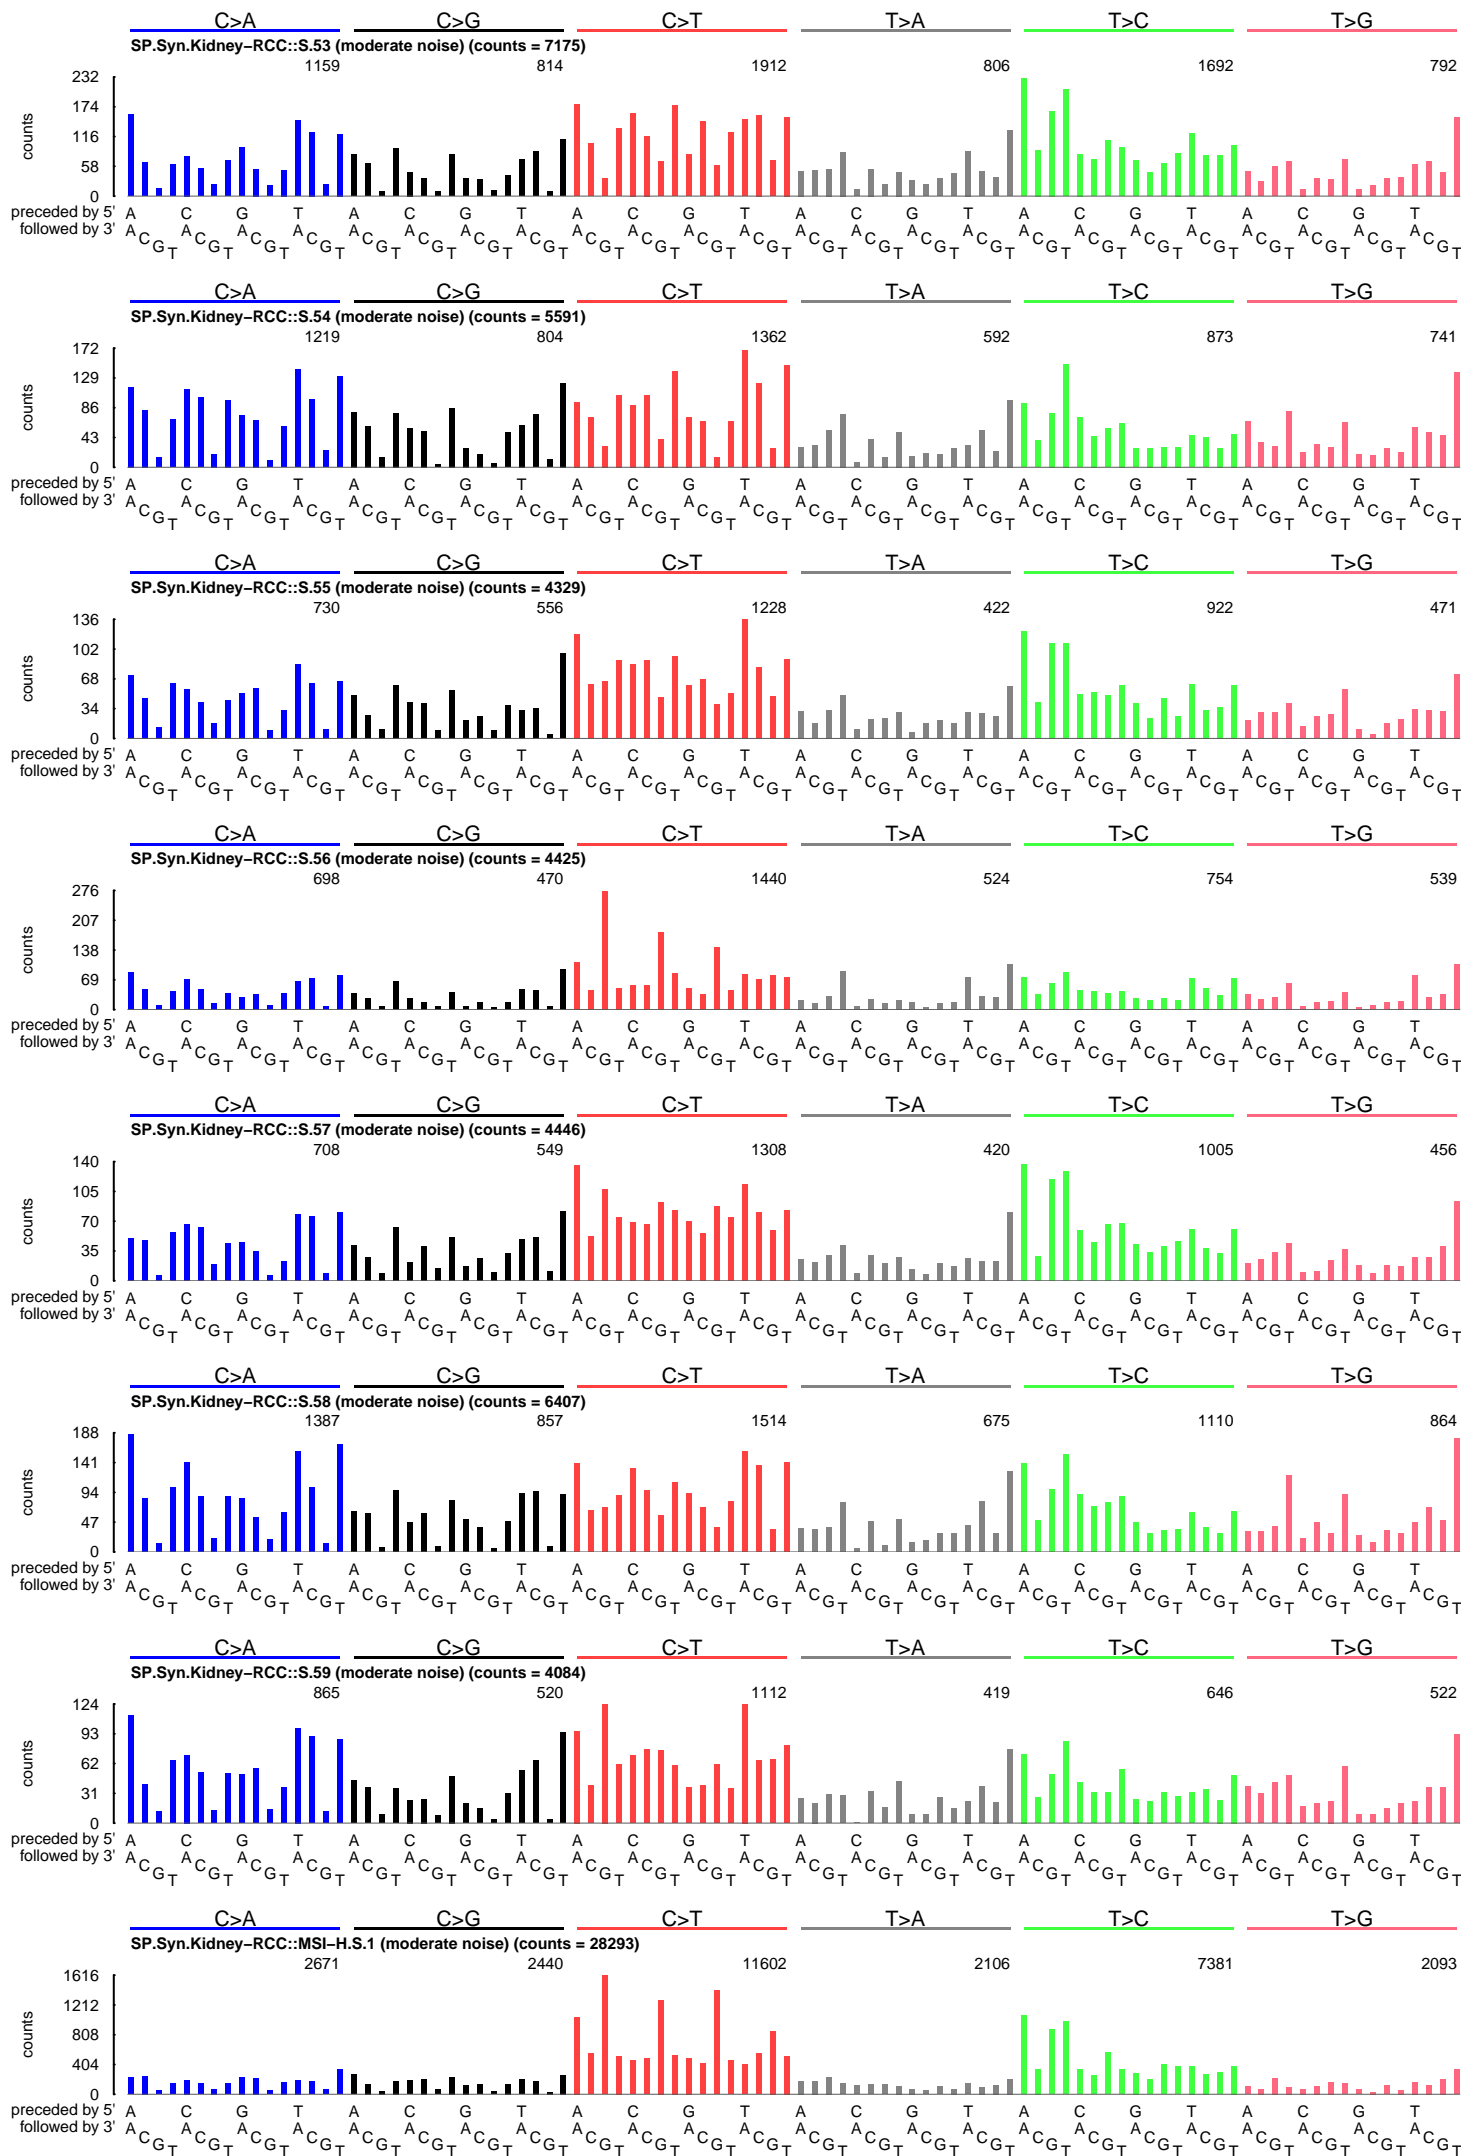 C>A C>G C>T T>A T>C T>G
SP.Syn.Kidney−RCC::S.53 (moderate noise) (counts = 7175)
1159 814 1912 806 1692 792
232
174
116
58
0
counts
preceded by 5' A C G T A C G T A C G T A C G T A C G T A C G T
followed by 3' A C G T A C G T A C G T A C G T A C G T A C G T A C G T A C G T A C G T A C G T A C G T A C G T A C G T A C G T A C G T A C G T A C G T A C G T A C G T A C G T A C G T A C G T A C G T A C G T
C>A C>G C>T T>A T>C T>G
SP.Syn.Kidney−RCC::S.54 (moderate noise) (counts = 5591)
1219 804 1362 592 873 741
172
129
86
43
0
counts
preceded by 5' A C G T A C G T A C G T A C G T A C G T A C G T
followed by 3' A C G T A C G T A C G T A C G T A C G T A C G T A C G T A C G T A C G T A C G T A C G T A C G T A C G T A C G T A C G T A C G T A C G T A C G T A C G T A C G T A C G T A C G T A C G T A C G T
C>A C>G C>T T>A T>C T>G
SP.Syn.Kidney−RCC::S.55 (moderate noise) (counts = 4329)
730 556 1228 422 922 471
136
102
68
34
0
counts
preceded by 5' A C G T A C G T A C G T A C G T A C G T A C G T
followed by 3' A C G T A C G T A C G T A C G T A C G T A C G T A C G T A C G T A C G T A C G T A C G T A C G T A C G T A C G T A C G T A C G T A C G T A C G T A C G T A C G T A C G T A C G T A C G T A C G T
C>A C>G C>T T>A T>C T>G
SP.Syn.Kidney−RCC::S.56 (moderate noise) (counts = 4425)
698 470 1440 524 754 539
276
207
138
69
0
counts
preceded by 5' A C G T A C G T A C G T A C G T A C G T A C G T
followed by 3' A C G T A C G T A C G T A C G T A C G T A C G T A C G T A C G T A C G T A C G T A C G T A C G T A C G T A C G T A C G T A C G T A C G T A C G T A C G T A C G T A C G T A C G T A C G T A C G T
C>A C>G C>T T>A T>C T>G
SP.Syn.Kidney−RCC::S.57 (moderate noise) (counts = 4446)
708 549 1308 420 1005 456
140
105
70
35
0
counts
preceded by 5' A C G T A C G T A C G T A C G T A C G T A C G T
followed by 3' A C G T A C G T A C G T A C G T A C G T A C G T A C G T A C G T A C G T A C G T A C G T A C G T A C G T A C G T A C G T A C G T A C G T A C G T A C G T A C G T A C G T A C G T A C G T A C G T
C>A C>G C>T T>A T>C T>G
SP.Syn.Kidney−RCC::S.58 (moderate noise) (counts = 6407)
1387 857 1514 675 1110 864
188
141
94
47
0
counts
preceded by 5' A C G T A C G T A C G T A C G T A C G T A C G T
followed by 3' A C G T A C G T A C G T A C G T A C G T A C G T A C G T A C G T A C G T A C G T A C G T A C G T A C G T A C G T A C G T A C G T A C G T A C G T A C G T A C G T A C G T A C G T A C G T A C G T
C>A C>G C>T T>A T>C T>G
SP.Syn.Kidney−RCC::S.59 (moderate noise) (counts = 4084)
865 520 1112 419 646 522
124
93
62
31
0
counts
preceded by 5' A C G T A C G T A C G T A C G T A C G T A C G T
followed by 3' A C G T A C G T A C G T A C G T A C G T A C G T A C G T A C G T A C G T A C G T A C G T A C G T A C G T A C G T A C G T A C G T A C G T A C G T A C G T A C G T A C G T A C G T A C G T A C G T
C>A C>G C>T T>A T>C T>G
SP.Syn.Kidney−RCC::MSI−H.S.1 (moderate noise) (counts = 28293)
2671 2440 11602 2106 7381 2093
1616
1212
808
404
0
counts
preceded by 5' A C G T A C G T A C G T A C G T A C G T A C G T
followed by 3' A C G T A C G T A C G T A C G T A C G T A C G T A C G T A C G T A C G T A C G T A C G T A C G T A C G T A C G T A C G T A C G T A C G T A C G T A C G T A C G T A C G T A C G T A C G T A C G T